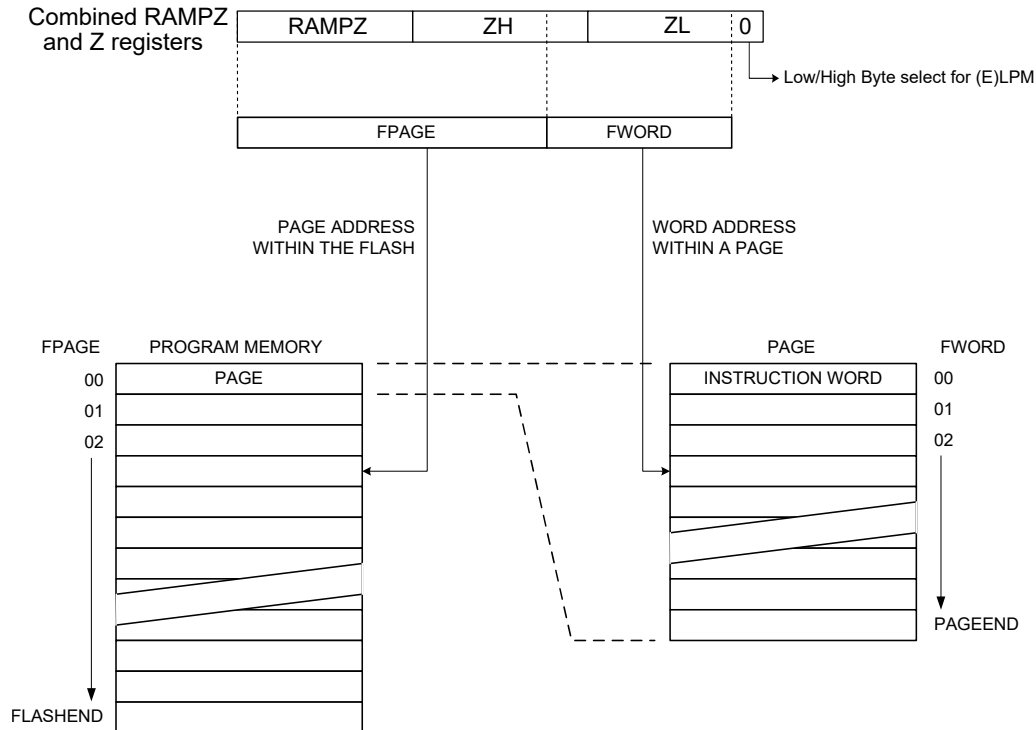 Combined RAMPZ
and Z registers
RAMPZ
ZH
ZL
0
Low/High Byte select for (E)LPM
FPAGE
FWORD
PAGE ADDRESS
WITHIN THE FLASH
WORD ADDRESS
WITHIN A PAGE
FPAGE
PROGRAM MEMORY
PAGE
FWORD
00
PAGE
INSTRUCTION WORD
00
01
01
02
02
PAGEEND
FLASHEND